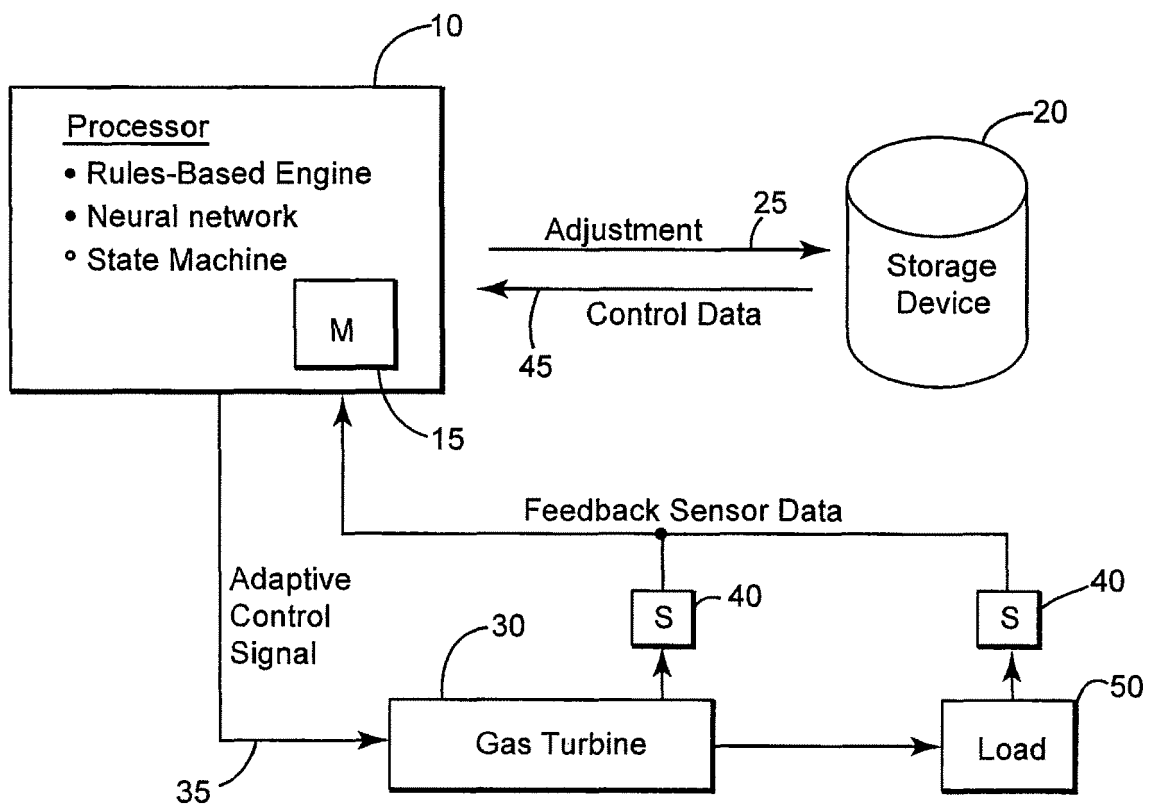 10
Processor
• Rules-Based Engine
• Neural network
° State Machine
M
15
Adjustment
25
Control Data
45
20
Storage
Device
Feedback Sensor Data
Adaptive
Control
Signal
35
30
Gas Turbine
S
40
S
40
50
Load